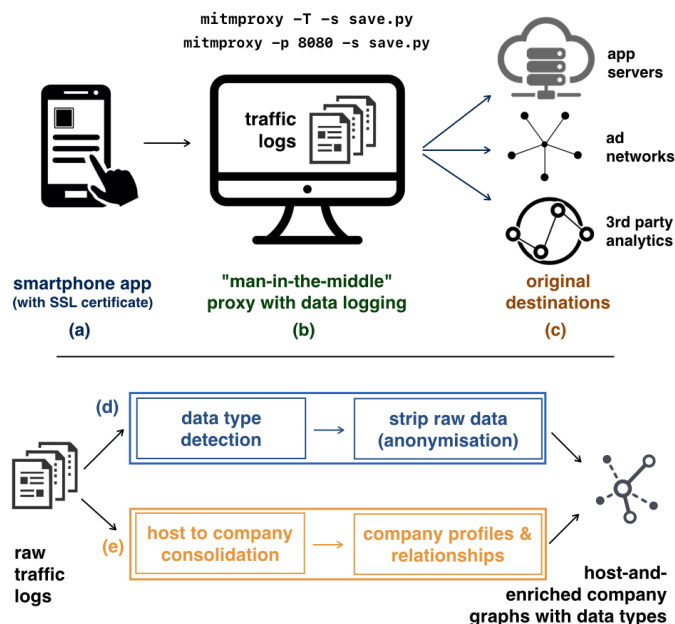 mitmproxy -T -s save.py
mitmproxy -p 8080 -s save.py
traffic
logs
app
servers
ad
networks
3rd party
analytics
smartphone app
(with SSL certificate)
(a)
"man-in-the-middle"
proxy with data logging
(b)
original
destinations
(c)
(d)
data type
detection
strip raw data
(anonymisation)
(e)
host to company
consolidation
company profiles &
relationships
raw
traffic
logs
host-and-
enriched company
graphs with data types